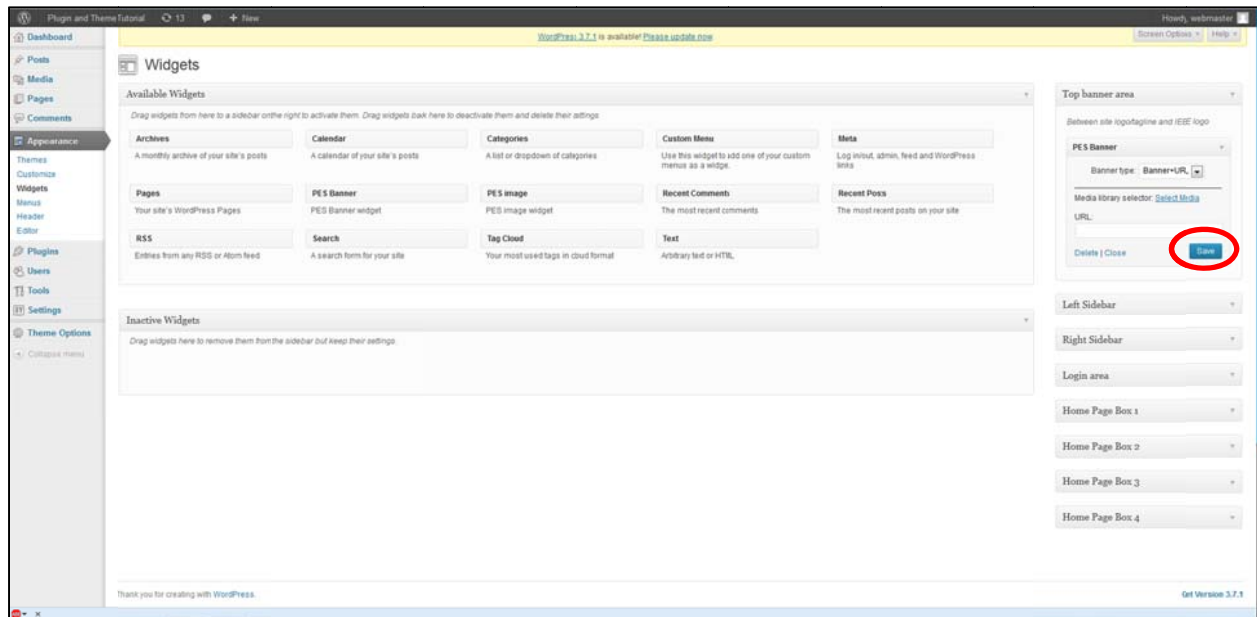 Plugin and Theme Tutorial 13 + New Howdy, webmaster
WordPress 3.7.1 is available! Please update now
Screen Options Help
Dashboard
Posts
Media
Pages
Comments
Appearance
Themes
Customize
Widgets
Menus
Header
Editor
Plugins
Users
Tools
Settings
Theme Options
Collapse menu
Widgets
Available Widgets
Drag widgets from here to a sidebar onthe right to activate them. Drag widgets back here to deactivate them and delete their settings
Archives
A monthly archive of your site's posts
Calendar
A calendar of your site's posts
Categories
A list or dropdown of categories
Custom Menu
Use this widget to add one of your custom
menus as a widget.
Meta
Log in/out, admin, feed and WordPress
links
Pages
Your site's WordPress Pages
PES Banner
PES Banner widget
PES image
PES image widget
Recent Comments
The most recent comments
Recent Posts
The most recent posts on your site
RSS
Entries from any RSS or Atom feed
Search
A search form for your site
Tag Cloud
Your most used tags in cloud format
Text
Arbitrary text or HTML
Inactive Widgets
Drag widgets here to remove them from the sidebar but keep their settings
Top banner area
Between site logo/tagline and IEEE logo
PES Banner
Banner type: Banner+URL
Media library selector: Select Media
URL:
Delete | Close
Save
Left Sidebar
Right Sidebar
Login area
Home Page Box 1
Home Page Box 2
Home Page Box 3
Home Page Box 4
Thank you for creating with WordPress.
Get Version 3.7.1